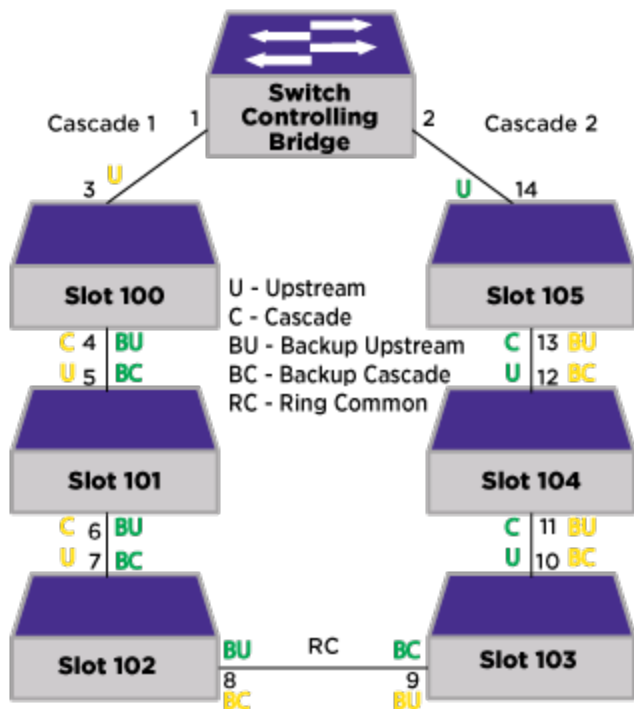 Switch
Controlling
Bridge
Cascade 1
1
2
Cascade 2
3
U
U
14
Slot 100
Slot 105
U - Upstream
C - Cascade
BU - Backup Upstream
BC - Backup Cascade
RC - Ring Common
C 4 BU
U 5 BC
C 13 BU
U 12 BC
Slot 101
Slot 104
C 6 BU
U 7 BC
C 11 BU
U 10 BC
Slot 102
Slot 103
BU RC BC
8 9
BC BU